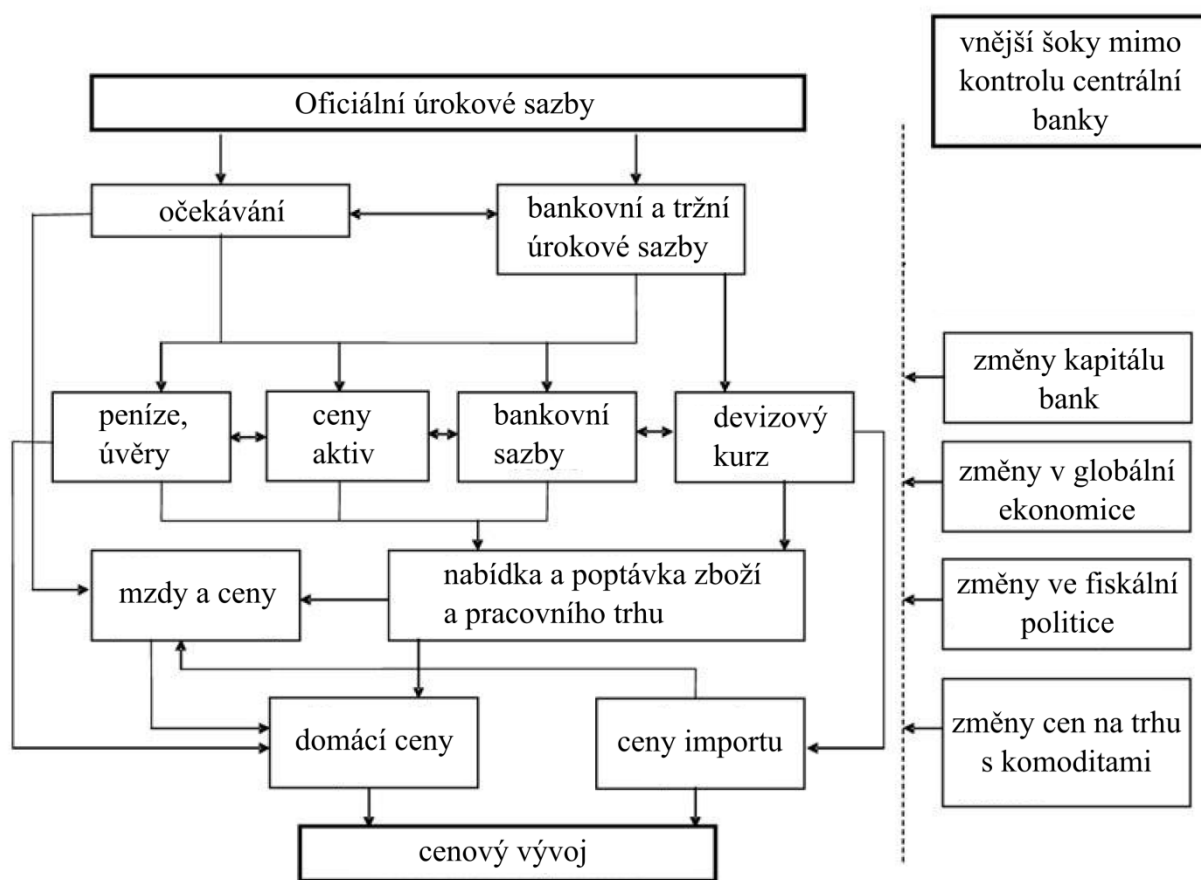 vnější šoky mimo
kontrolu centrální
banky
Oficiální úrokové sazby
očekávání
bankovní a tržní
úrokové sazby
peníze,
úvěry
ceny
aktiv
bankovní
sazby
devizový
kurz
změny kapitálu
bank
změny v globální
ekonomice
mzdy a ceny
nabídka a poptávka zboží
a pracovního trhu
změny ve fiskální
politice
domácí ceny
ceny importu
změny cen na trhu
s komoditami
cenový vývoj